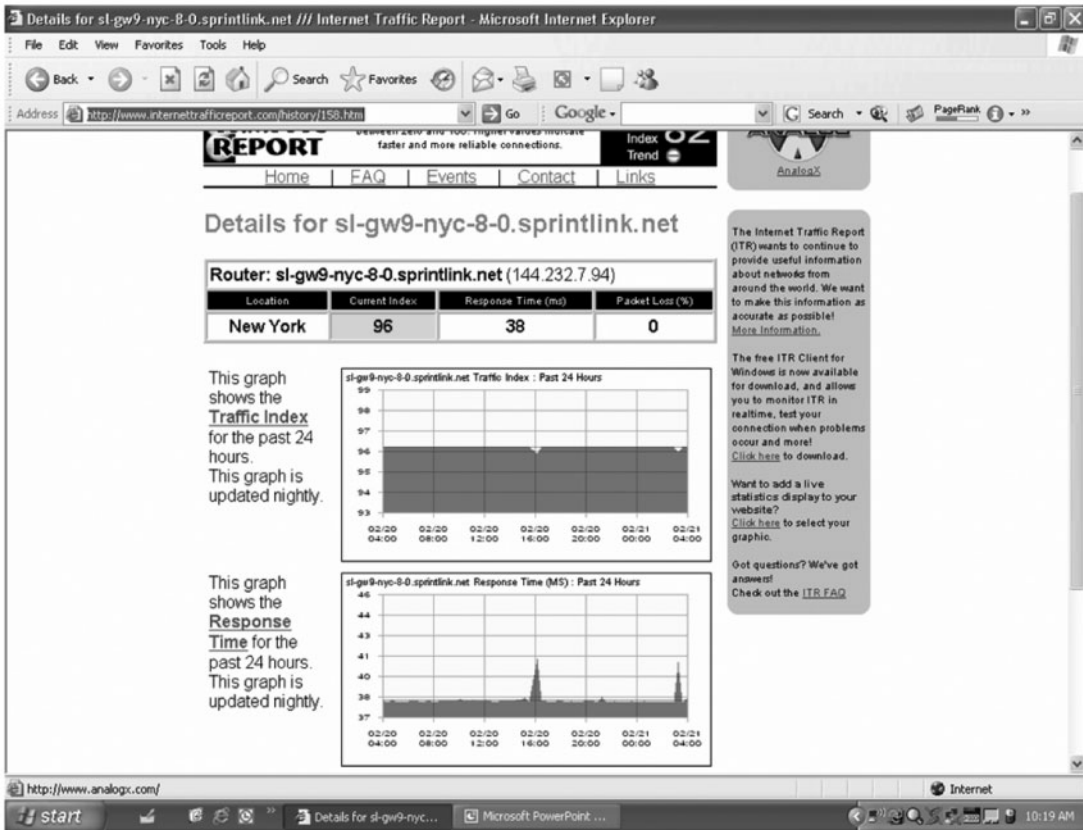 Details for sl-gw9-nyc-8-0.sprintlink.net /// Internet Traffic Report - Microsoft Internet Explorer
File Edit View Favorites Tools Help
Back Search Favorites
Address http://www.internettrafficreport.com/history/158.htm Go Google Search PageRank »
REPORT
between zero and 100. Higher values indicate
faster and more reliable connections.
Index 82
Trend
AnalogX
Home | FAQ | Events | Contact | Links
Details for sl-gw9-nyc-8-0.sprintlink.net
Router: sl-gw9-nyc-8-0.sprintlink.net (144.232.7.94)
Location Current Index Response Time (ms) Packet Loss (%)
New York 96 38 0
This graph
shows the
Traffic Index
for the past 24
hours.
This graph is
updated nightly.
sl-gw9-nyc-8-0.sprintlink.net Traffic Index : Past 24 Hours
99
98
97
96
95
94
93
02/20 02/20 02/20 02/20 02/20 02/21 02/21
04:00 08:00 12:00 16:00 20:00 00:00 04:00
This graph
shows the
Response
Time for the
past 24 hours.
This graph is
updated nightly.
sl-gw9-nyc-8-0.sprintlink.net Response Time (MS) : Past 24 Hours
46
44
43
41
40
38
37
02/20 02/20 02/20 02/20 02/20 02/21 02/21
04:00 08:00 12:00 16:00 20:00 00:00 04:00
The Internet Traffic Report
(ITR) wants to continue to
provide useful information
about networks from
around the world. We want
to make this information as
accurate as possible!
More Information.
The free ITR Client for
Windows is now available
for download, and allows
you to monitor ITR in
realtime, test your
connection when problems
occur and more!
Click here to download.
Want to add a live
statistics display to your
website?
Click here to select your
graphic.
Got questions? We've got
answers!
Check out the ITR FAQ
http://www.analogx.com/ Internet
start » Details for sl-gw9-nyc... Microsoft PowerPoint ... 10:19 AM